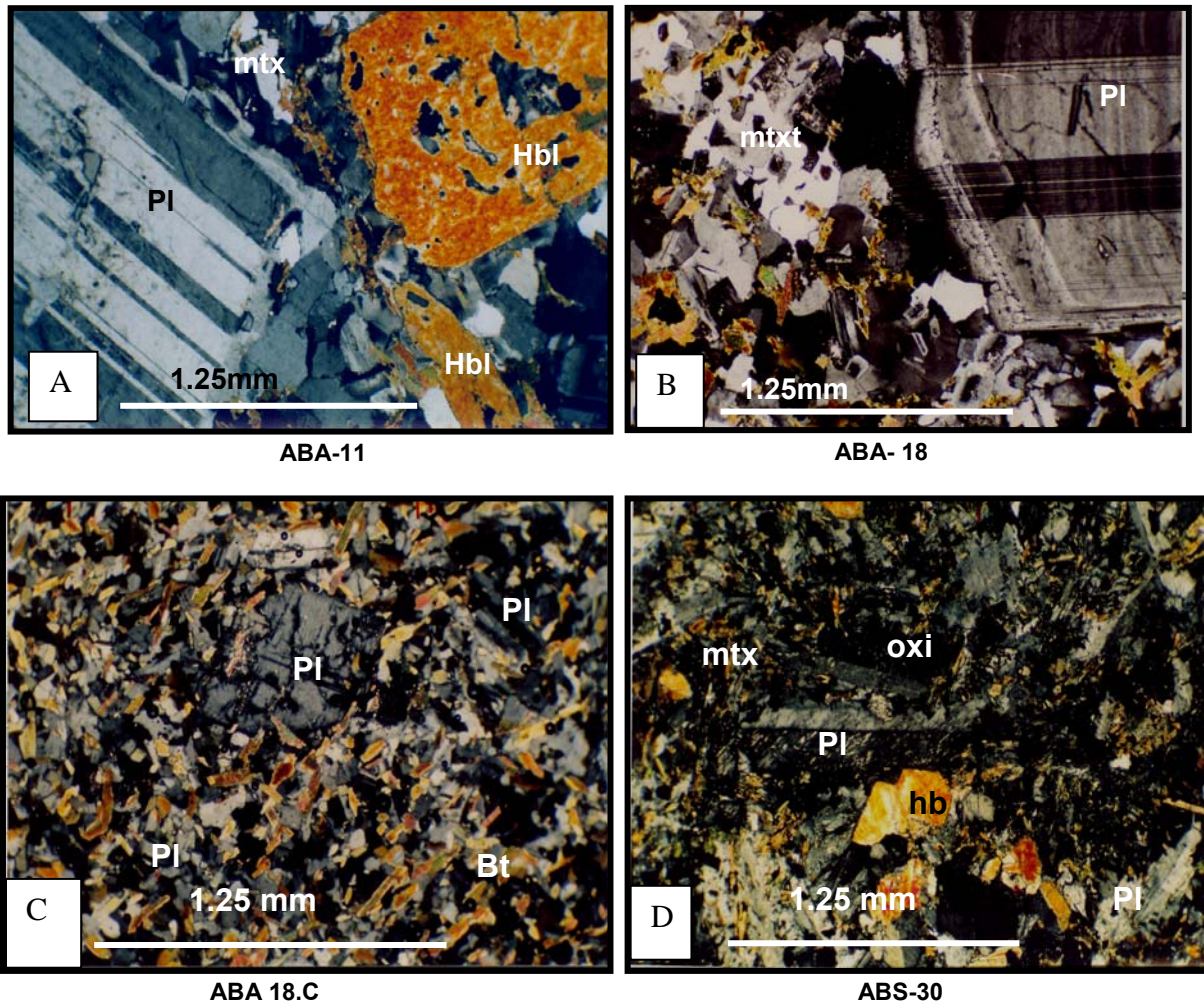 mtx
Hbl
Pl
Hbl
A
1.25mm
ABA-11
Pl
mtxt
B
1.25mm
ABA- 18
Pl
Pl
Pl
Bt
C
1.25 mm
ABA 18.C
oxi
mtx
Pl
hb
Pl
D
1.25 mm
ABS-30